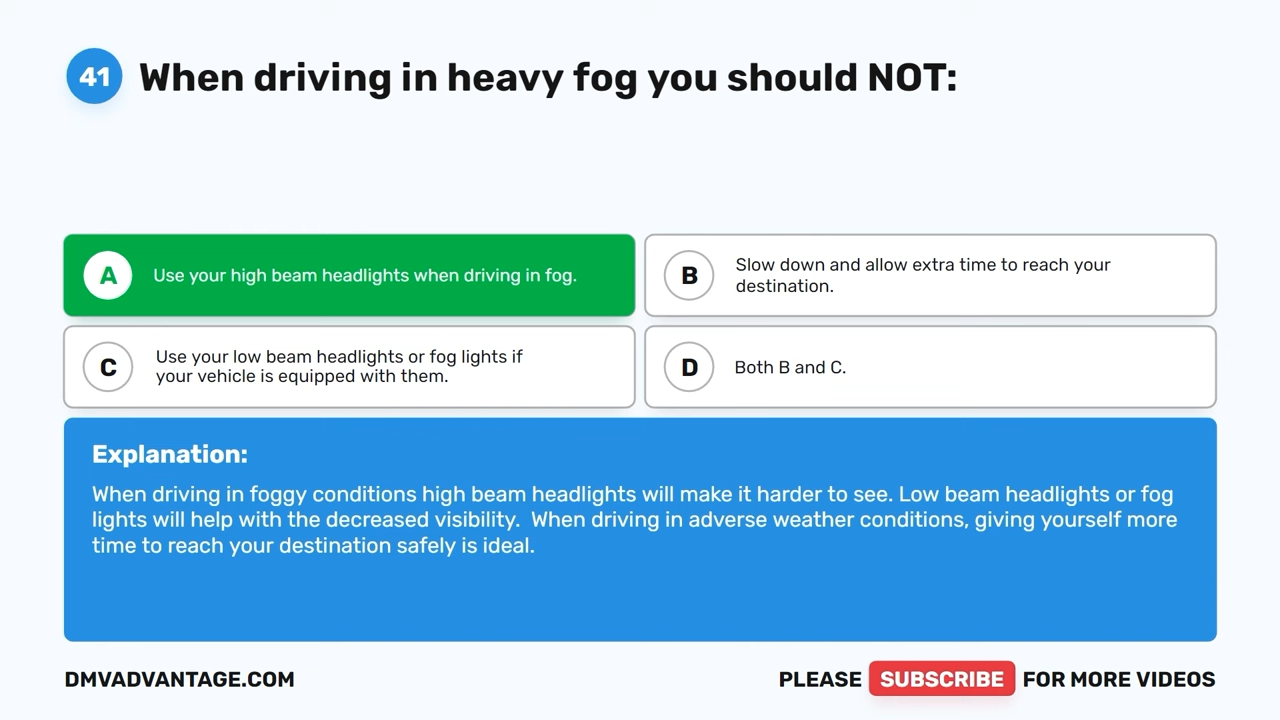 41 When driving in heavy fog you should NOT:
A Use your high beam headlights when driving in fog.
B Slow down and allow extra time to reach your
destination.
C Use your low beam headlights or fog lights if
your vehicle is equipped with them.
D Both B and C.
Explanation:
When driving in foggy conditions high beam headlights will make it harder to see. Low beam headlights or fog
lights will help with the decreased visibility.  When driving in adverse weather conditions, giving yourself more
time to reach your destination safely is ideal.
DMVADVANTAGE.COM
PLEASE SUBSCRIBE FOR MORE VIDEOS